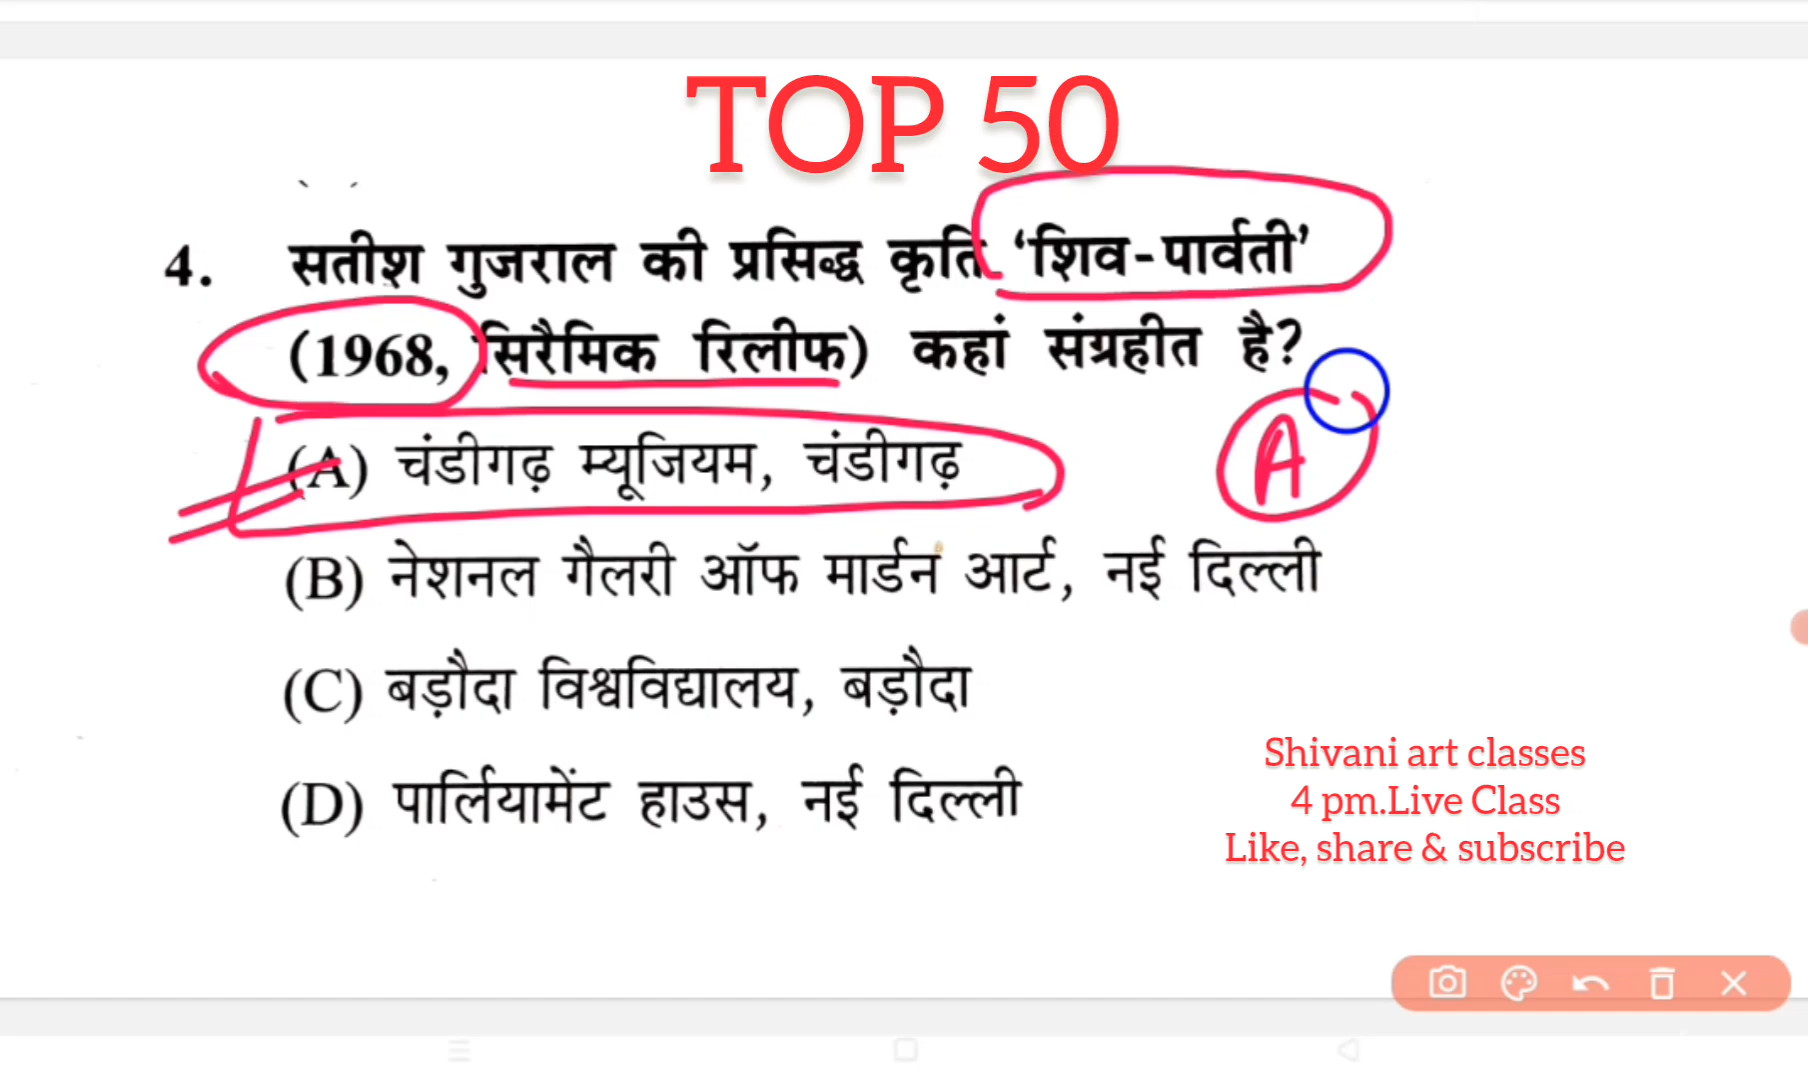 TOP 50
4. सतीश गुजराल की प्रसिद्ध कृति 'शिव-पार्वती'
(1968, सिरैमिक रिलीफ) कहां संग्रहीत है?
(A) चंडीगढ़ म्यूजियम, चंडीगढ़
A
(B) नेशनल गैलरी ऑफ मार्डन आर्ट, नई दिल्ली
(C) बड़ौदा विश्वविद्यालय, बड़ौदा
(D) पार्लियामेंट हाउस, नई दिल्ली
Shivani art classes
4 pm.Live Class
Like, share & subscribe